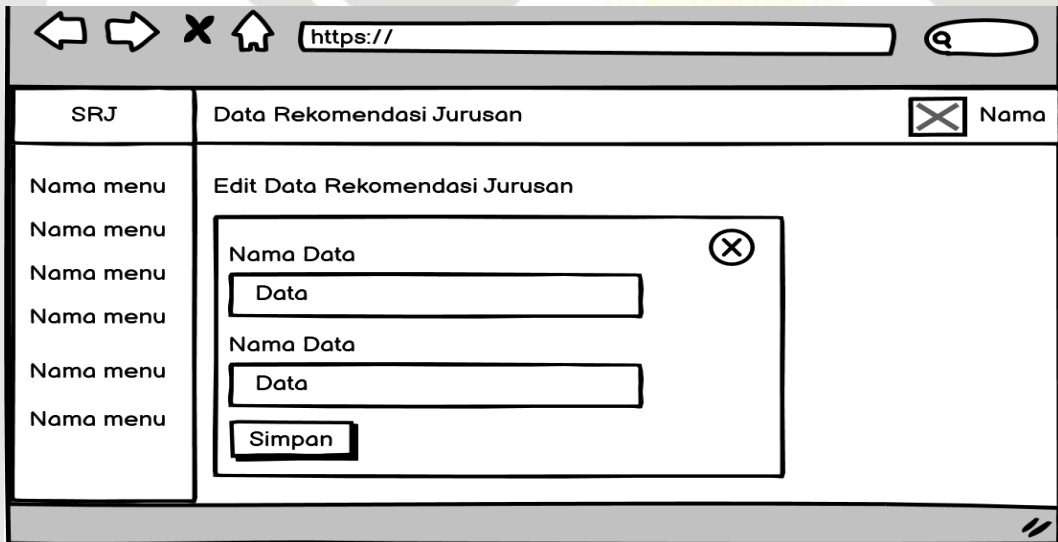 https://
SRJ
Data Rekomendasi Jurusan
Nama
Nama menu
Nama menu
Nama menu
Nama menu
Nama menu
Nama menu
Edit Data Rekomendasi Jurusan
Nama Data
Data
Nama Data
Data
Simpan